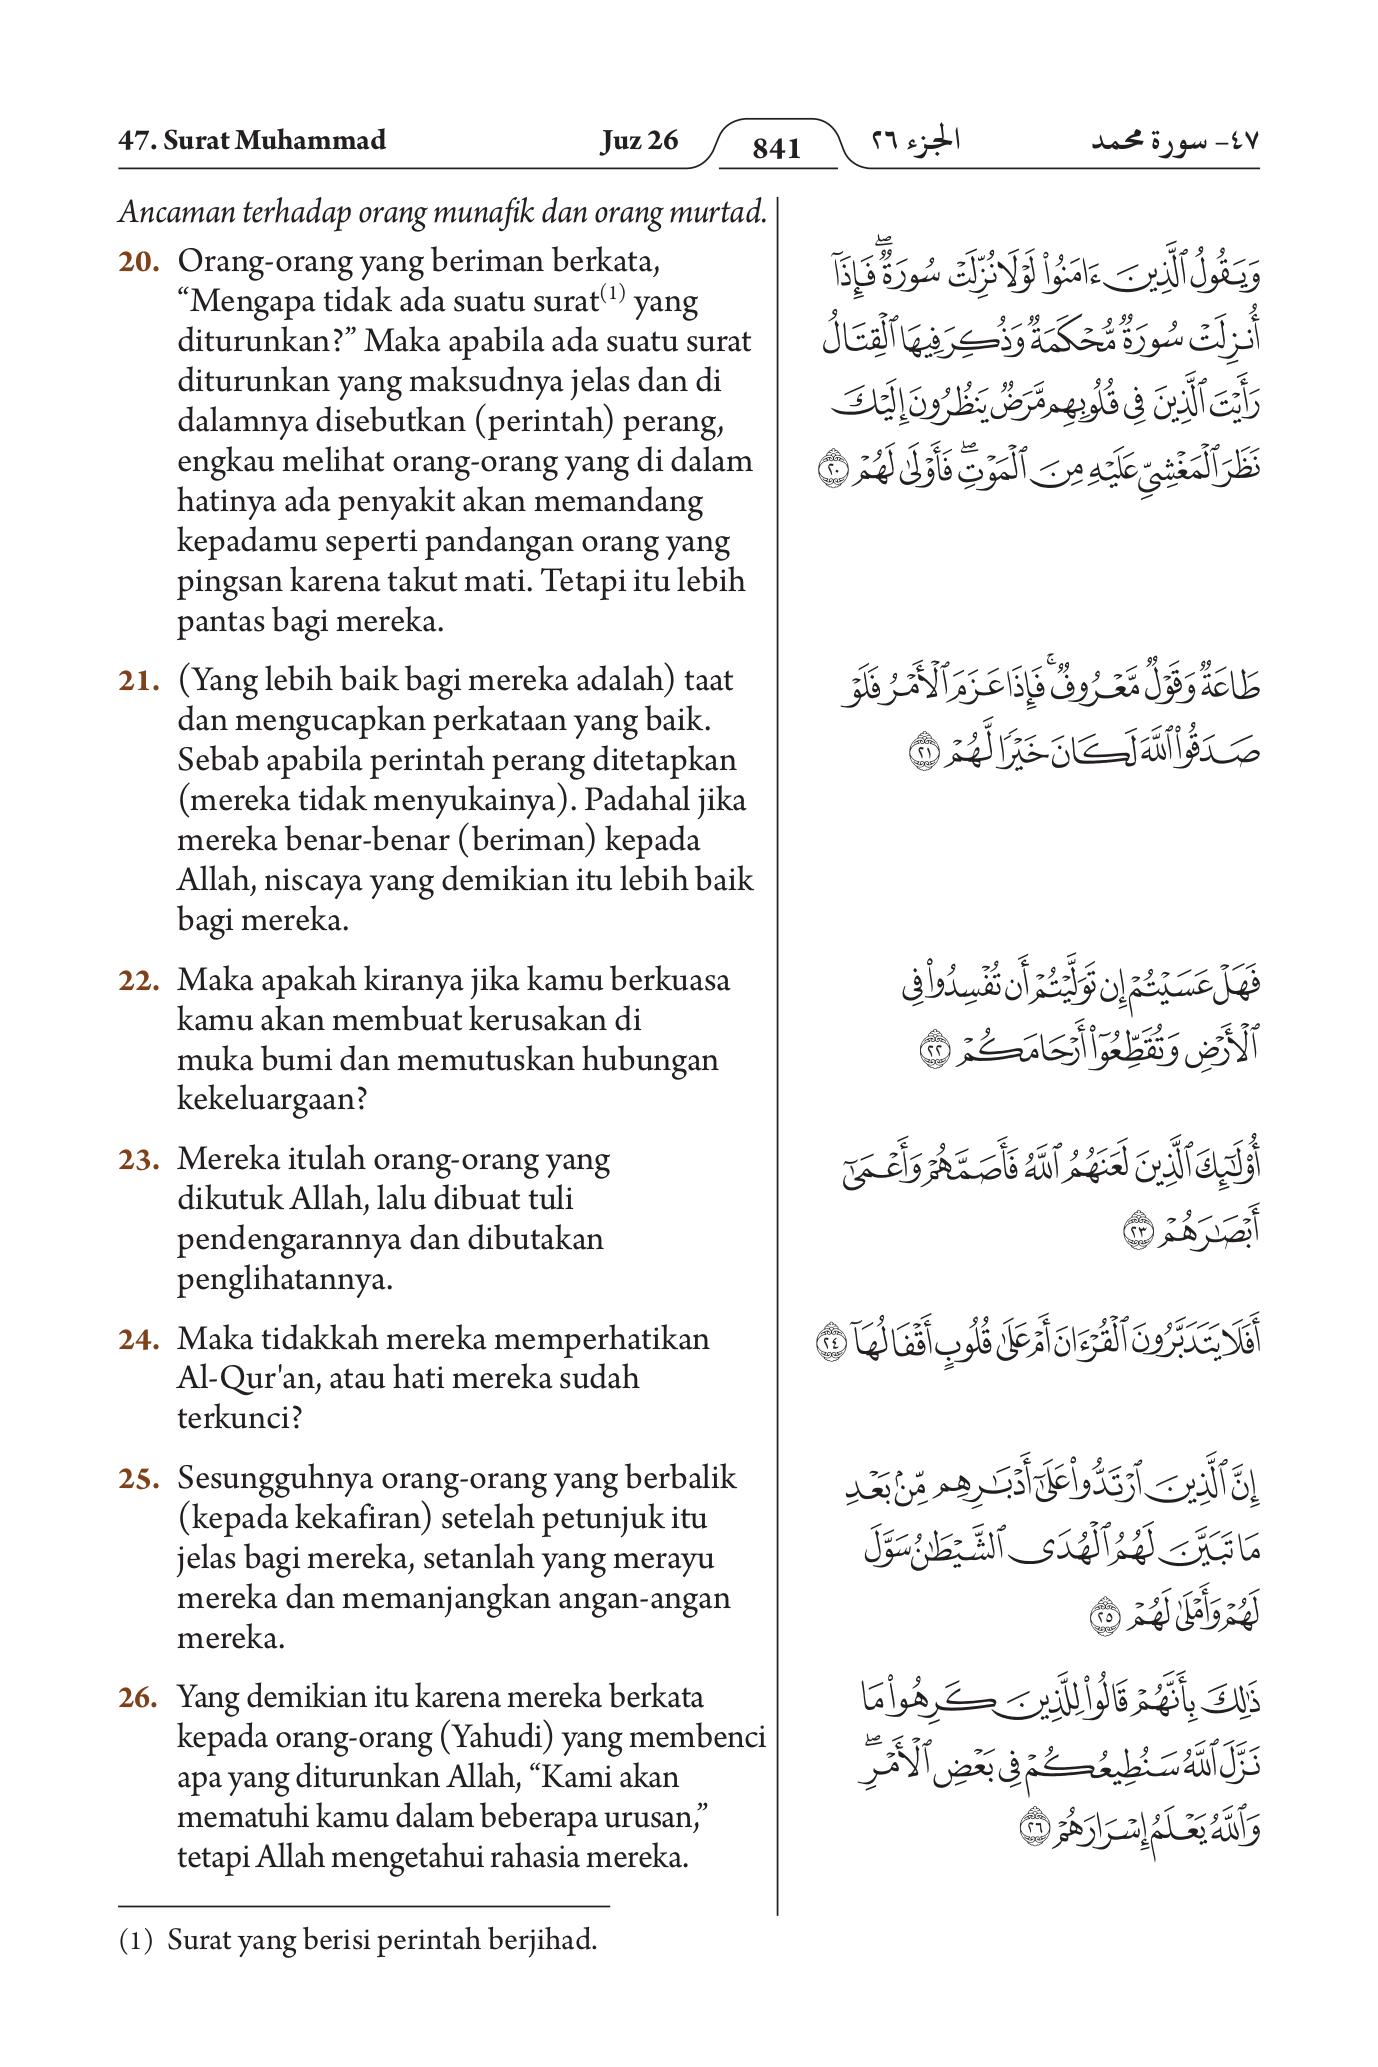 47. Surat Muhammad
Juz 26
841
الجزء ٢٦
٤٧- سورة محمد
Ancaman terhadap orang munafik dan orang murtad.
20. Orang-orang yang beriman berkata,
“Mengapa tidak ada suatu surat(1) yang
diturunkan?” Maka apabila ada suatu surat
diturunkan yang maksudnya jelas dan di
dalamnya disebutkan (perintah) perang,
engkau melihat orang-orang yang di dalam
hatinya ada penyakit akan memandang
kepadamu seperti pandangan orang yang
pingsan karena takut mati. Tetapi itu lebih
pantas bagi mereka.
21. (Yang lebih baik bagi mereka adalah) taat
dan mengucapkan perkataan yang baik.
Sebab apabila perintah perang ditetapkan
(mereka tidak menyukainya). Padahal jika
mereka benar-benar (beriman) kepada
Allah, niscaya yang demikian itu lebih baik
bagi mereka.
22. Maka apakah kiranya jika kamu berkuasa
kamu akan membuat kerusakan di
muka bumi dan memutuskan hubungan
kekeluargaan?
23. Mereka itulah orang-orang yang
dikutuk Allah, lalu dibuat tuli
pendengarannya dan dibutakan
penglihatannya.
24. Maka tidakkah mereka memperhatikan
Al-Qur'an, atau hati mereka sudah
terkunci?
25. Sesungguhnya orang-orang yang berbalik
(kepada kekafiran) setelah petunjuk itu
jelas bagi mereka, setanlah yang merayu
mereka dan memanjangkan angan-angan
mereka.
26. Yang demikian itu karena mereka berkata
kepada orang-orang (Yahudi) yang membenci
apa yang diturunkan Allah, “Kami akan
mematuhi kamu dalam beberapa urusan,”
tetapi Allah mengetahui rahasia mereka.
(1) Surat yang berisi perintah berjihad.
وَيَقُولُ ٱلَّذِينَ ءَامَنُواْ لَوْلَا نُزِّلَتْ سُورَةٌۖ فَإِذَآ
أُنزِلَتْ سُورَةٌ مُّحْكَمَةٌ وَذُكِرَ فِيهَا ٱلْقِتَالُ
رَأَيْتَ ٱلَّذِينَ فِى قُلُوبِهِم مَّرَضٌ يَنظُرُونَ إِلَيْكَ
نَظَرَ ٱلْمَغْشِىِّ عَلَيْهِ مِنَ ٱلْمَوْتِۖ فَأَوْلَىٰ لَهُمْ ٢٠
طَاعَةٌ وَقَوْلٌ مَّعْرُوفٌۚ فَإِذَا عَزَمَ ٱلْأَمْرُ فَلَوْ
صَدَقُواْ ٱللَّهَ لَكَانَ خَيْرًا لَّهُمْ ٢١
فَهَلْ عَسَيْتُمْ إِن تَوَلَّيْتُمْ أَن تُفْسِدُواْ فِى
ٱلْأَرْضِ وَتُقَطِّعُوٓاْ أَرْحَامَكُمْ ٢٢
أُوْلَٰٓئِكَ ٱلَّذِينَ لَعَنَهُمُ ٱللَّهُ فَأَصَمَّهُمْ وَأَعْمَىٰٓ
أَبْصَٰرَهُمْ ٢٣
أَفَلَا يَتَدَبَّرُونَ ٱلْقُرْءَانَ أَمْ عَلَىٰ قُلُوبٍ أَقْفَالُهَآ ٢٤
إِنَّ ٱلَّذِينَ ٱرْتَدُّواْ عَلَىٰٓ أَدْبَٰرِهِم مِّنۢ بَعْدِ
مَا تَبَيَّنَ لَهُمُ ٱلْهُدَى ٱلشَّيْطَٰنُ سَوَّلَ
لَهُمْ وَأَمْلَىٰ لَهُمْ ٢٥
ذَٰلِكَ بِأَنَّهُمْ قَالُواْ لِلَّذِينَ كَرِهُواْ مَا
نَزَّلَ ٱللَّهُ سَنُطِيعُكُمْ فِى بَعْضِ ٱلْأَمْرِۖ
وَٱللَّهُ يَعْلَمُ إِسْرَارَهُمْ ٢٦